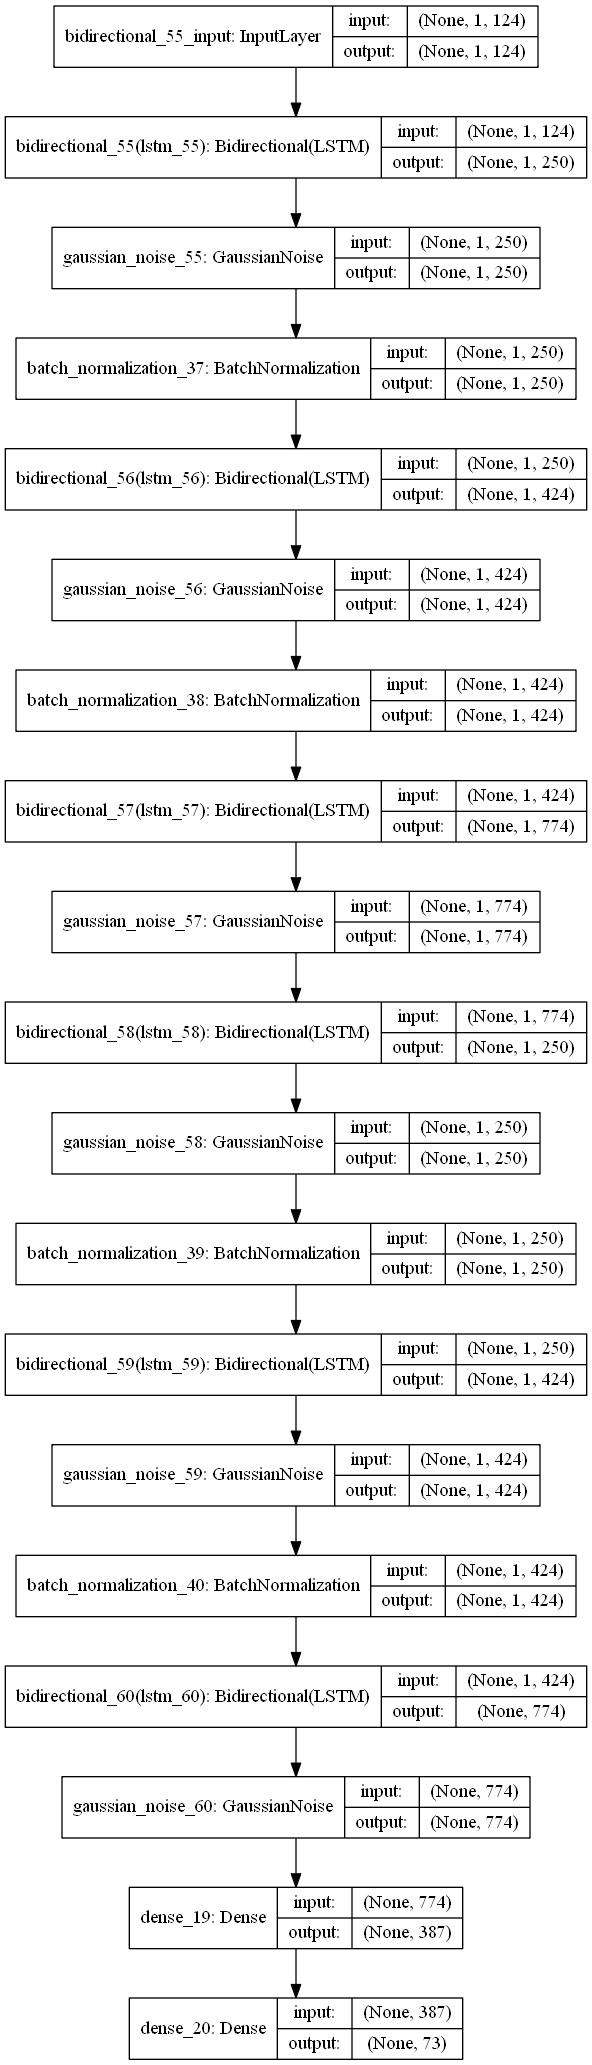 bidirectional_55_input: InputLayer
input: (None, 1, 124)
output: (None, 1, 124)
bidirectional_55(lstm_55): Bidirectional(LSTM)
input: (None, 1, 124)
output: (None, 1, 250)
gaussian_noise_55: GaussianNoise
input: (None, 1, 250)
output: (None, 1, 250)
batch_normalization_37: BatchNormalization
input: (None, 1, 250)
output: (None, 1, 250)
bidirectional_56(lstm_56): Bidirectional(LSTM)
input: (None, 1, 250)
output: (None, 1, 424)
gaussian_noise_56: GaussianNoise
input: (None, 1, 424)
output: (None, 1, 424)
batch_normalization_38: BatchNormalization
input: (None, 1, 424)
output: (None, 1, 424)
bidirectional_57(lstm_57): Bidirectional(LSTM)
input: (None, 1, 424)
output: (None, 1, 774)
gaussian_noise_57: GaussianNoise
input: (None, 1, 774)
output: (None, 1, 774)
bidirectional_58(lstm_58): Bidirectional(LSTM)
input: (None, 1, 774)
output: (None, 1, 250)
gaussian_noise_58: GaussianNoise
input: (None, 1, 250)
output: (None, 1, 250)
batch_normalization_39: BatchNormalization
input: (None, 1, 250)
output: (None, 1, 250)
bidirectional_59(lstm_59): Bidirectional(LSTM)
input: (None, 1, 250)
output: (None, 1, 424)
gaussian_noise_59: GaussianNoise
input: (None, 1, 424)
output: (None, 1, 424)
batch_normalization_40: BatchNormalization
input: (None, 1, 424)
output: (None, 1, 424)
bidirectional_60(lstm_60): Bidirectional(LSTM)
input: (None, 1, 424)
output: (None, 774)
gaussian_noise_60: GaussianNoise
input: (None, 774)
output: (None, 774)
dense_19: Dense
input: (None, 774)
output: (None, 387)
dense_20: Dense
input: (None, 387)
output: (None, 73)